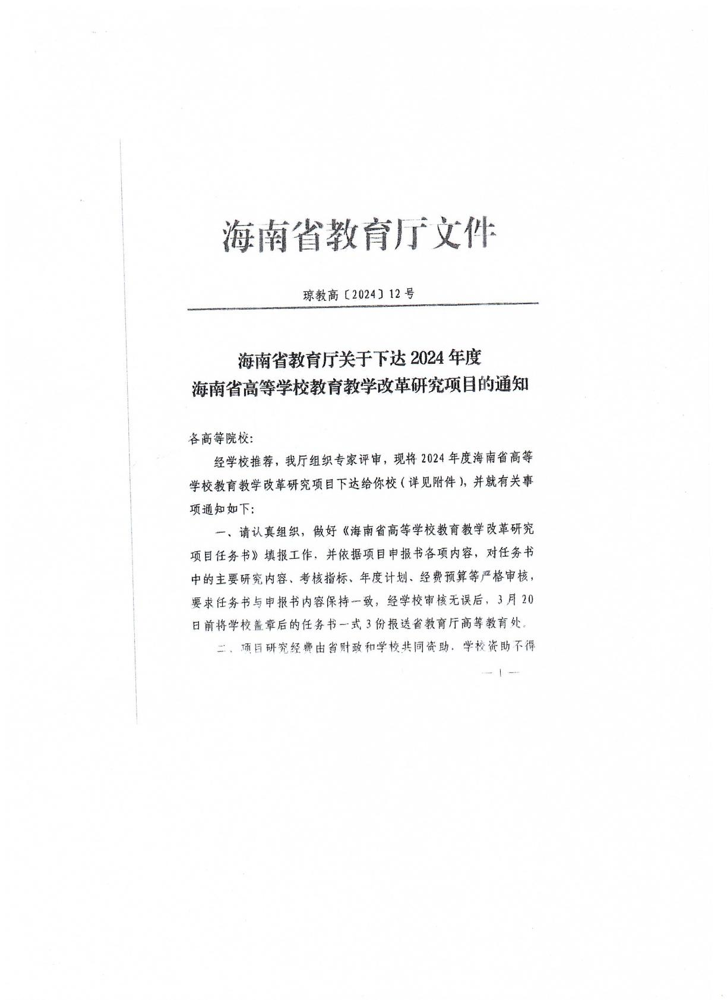 海南省教育厅文件
琼教高〔2024〕12号
海南省教育厅关于下达2024年度
海南省高等学校教育教学改革研究项目的通知
各高等院校:
经学校推荐，我厅组织专家评审，现将2024年度海南省高等
学校教育教学改革研究项目下达给你校(详见附件)，并就有关事
项通知如下:
一、请认真组织，做好《海南省高等学校教育教学改革研究
项目任务书》填报工作，并依据项目申报书各项内容，对任务书
中的主要研究内容、考核指标、年度计划、经费预算等严格审核，
要求任务书与申报书内容保持一致，经学校审核无误后，3月20
日前将学校盖章后的任务书一式3份报送省教育厅高等教育处。
二、项目研究经费由省财政和学校共同资助，学校资助不得
— 1 —